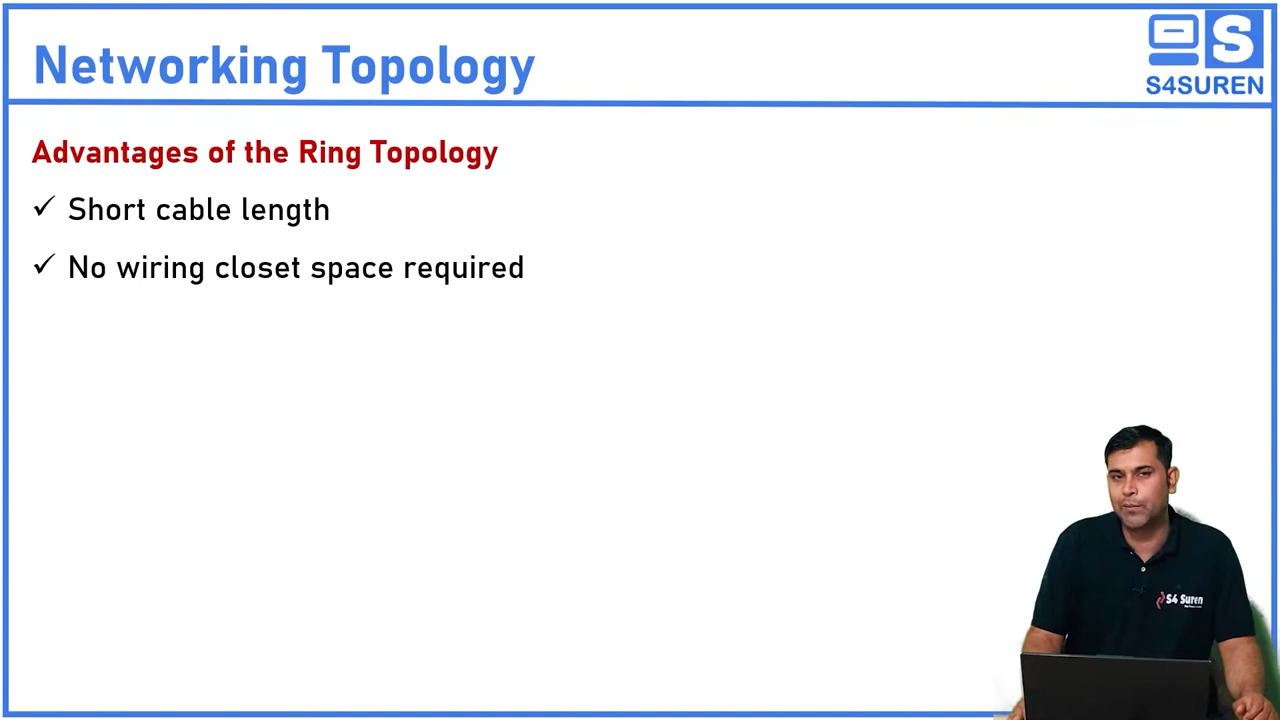 Networking Topology
S
S4SUREN
Advantages of the Ring Topology
✓ Short cable length
✓ No wiring closet space required
S4 Suren